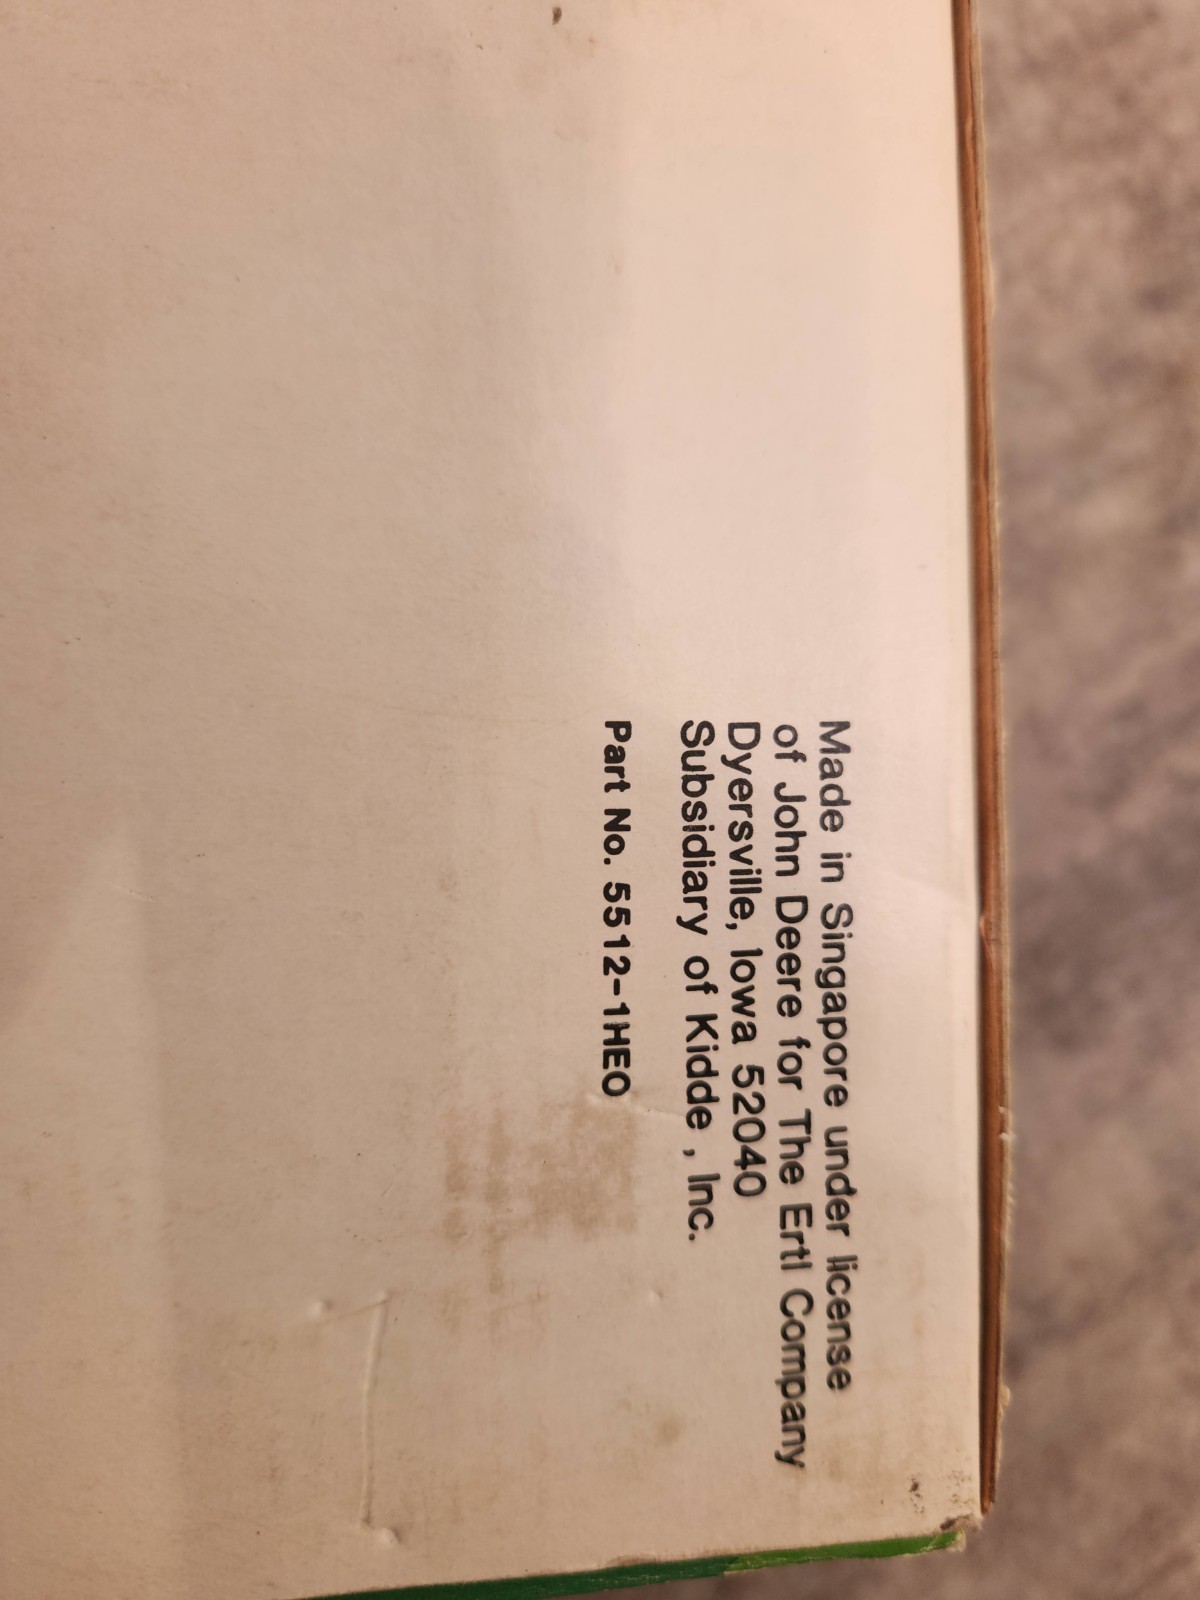 Made in Singapore under license
of John Deere for The Ertl Company
Dyersville, Iowa 52040
Subsidiary of Kidde , Inc.
Part No. 5512-1HEO